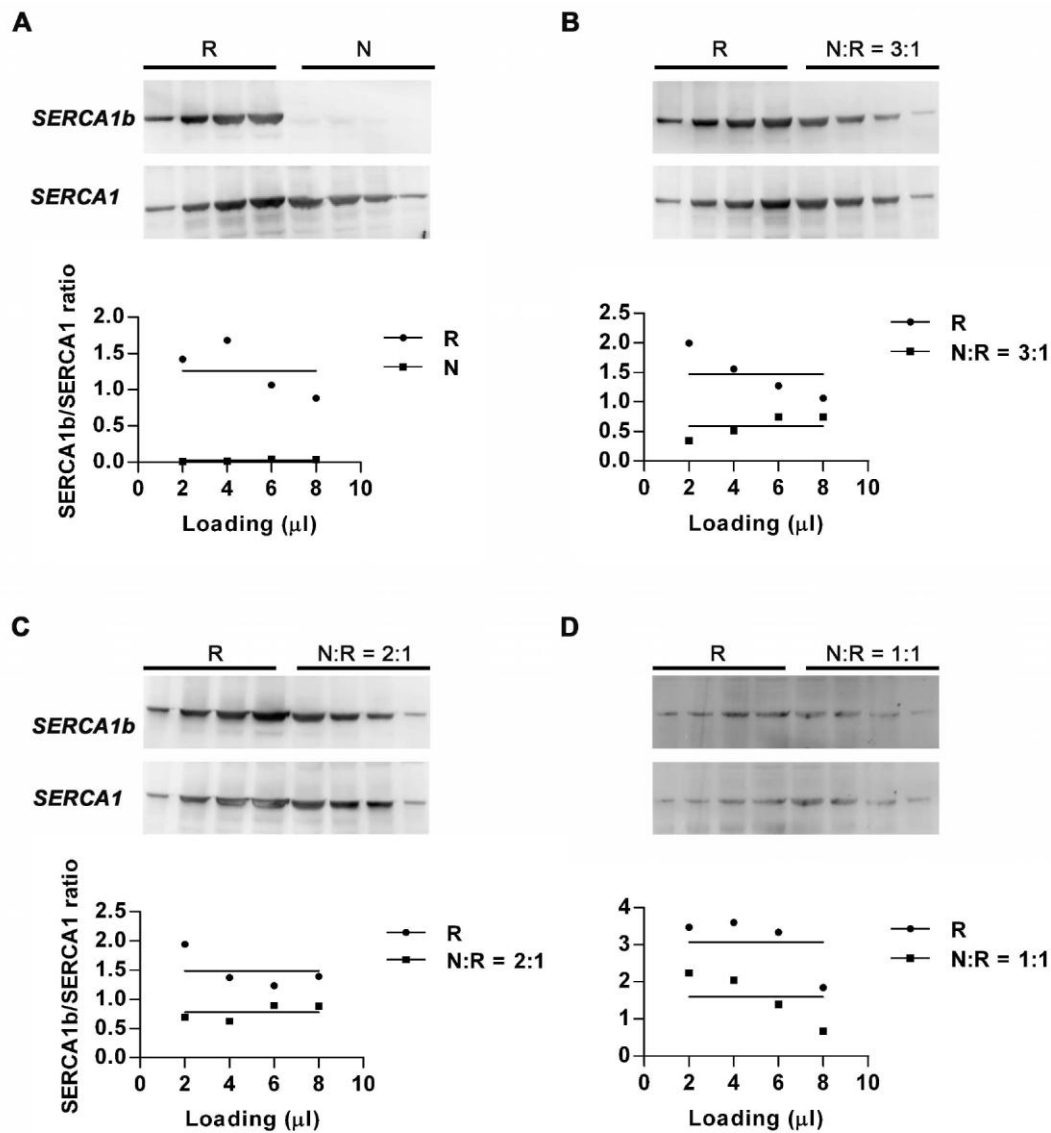 A
R N
SERCA1b
SERCA1
SERCA1b/SERCA1 ratio
2.0
1.5
1.0
0.5
0.0
0 2 4 6 8 10
Loading (µl)
R
N
B
R N:R = 3:1
2.5
2.0
1.5
1.0
0.5
0.0
0 2 4 6 8 10
Loading (µl)
R
N:R = 3:1
C
R N:R = 2:1
SERCA1b
SERCA1
SERCA1b/SERCA1 ratio
2.5
2.0
1.5
1.0
0.5
0.0
0 2 4 6 8 10
Loading (µl)
R
N:R = 2:1
D
R N:R = 1:1
4
3
2
1
0
0 2 4 6 8 10
Loading (µl)
R
N:R = 1:1